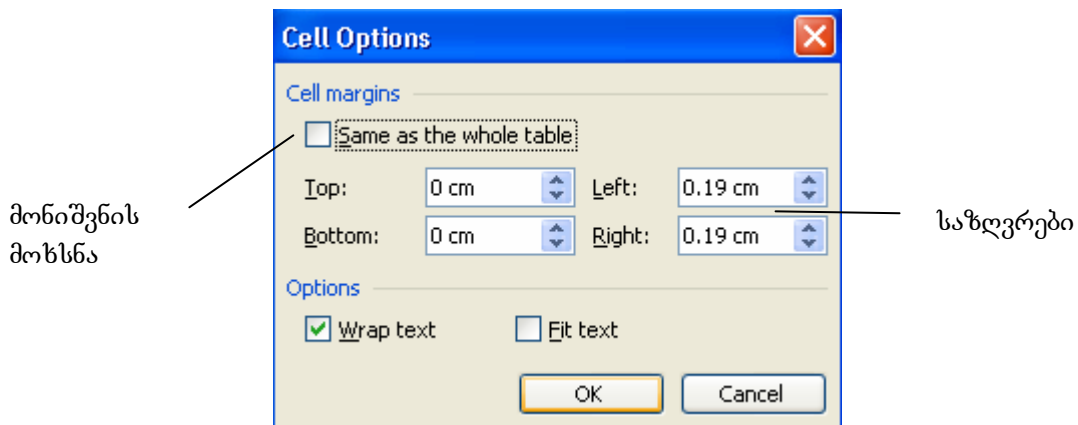 Cell Options
Cell margins
Same as the whole table
Top: 0 cm Left: 0.19 cm
მონიშვნის
მოხსნა
საზღვრები
Bottom: 0 cm Right: 0.19 cm
Options
Wrap text Fit text
OK Cancel